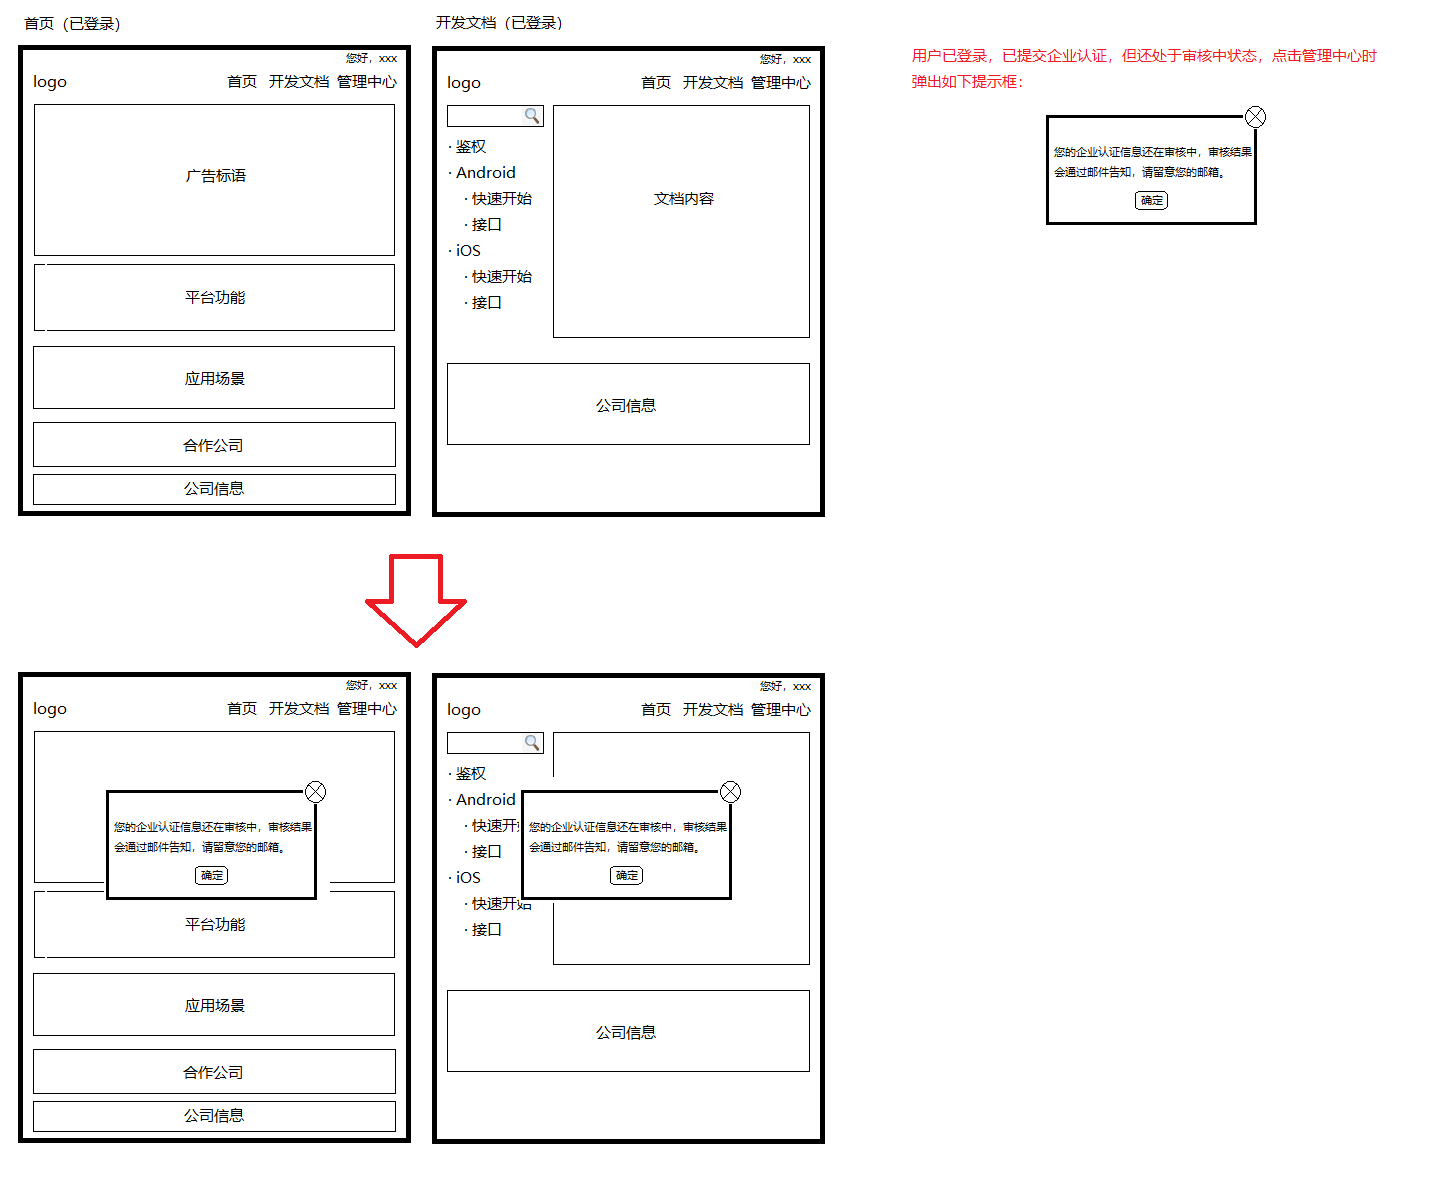 首页（已登录）
您好，xxx
logo
首页 开发文档 管理中心
广告标语
平台功能
应用场景
合作公司
公司信息
开发文档（已登录）
您好，xxx
logo
首页 开发文档 管理中心
· 鉴权
· Android
· 快速开始
· 接口
· iOS
· 快速开始
· 接口
文档内容
公司信息
用户已登录，已提交企业认证，但还处于审核中状态，点击管理中心时
弹出如下提示框：
您的企业认证信息还在审核中，审核结果
会通过邮件告知，请留意您的邮箱。
确定
您好，xxx
logo
首页 开发文档 管理中心
您的企业认证信息还在审核中，审核结果
会通过邮件告知，请留意您的邮箱。
确定
平台功能
应用场景
合作公司
公司信息
您好，xxx
logo
首页 开发文档 管理中心
· 鉴权
· Android
· 快速开始
· 接口
· iOS
· 快速开始
· 接口
您的企业认证信息还在审核中，审核结果
会通过邮件告知，请留意您的邮箱。
确定
公司信息